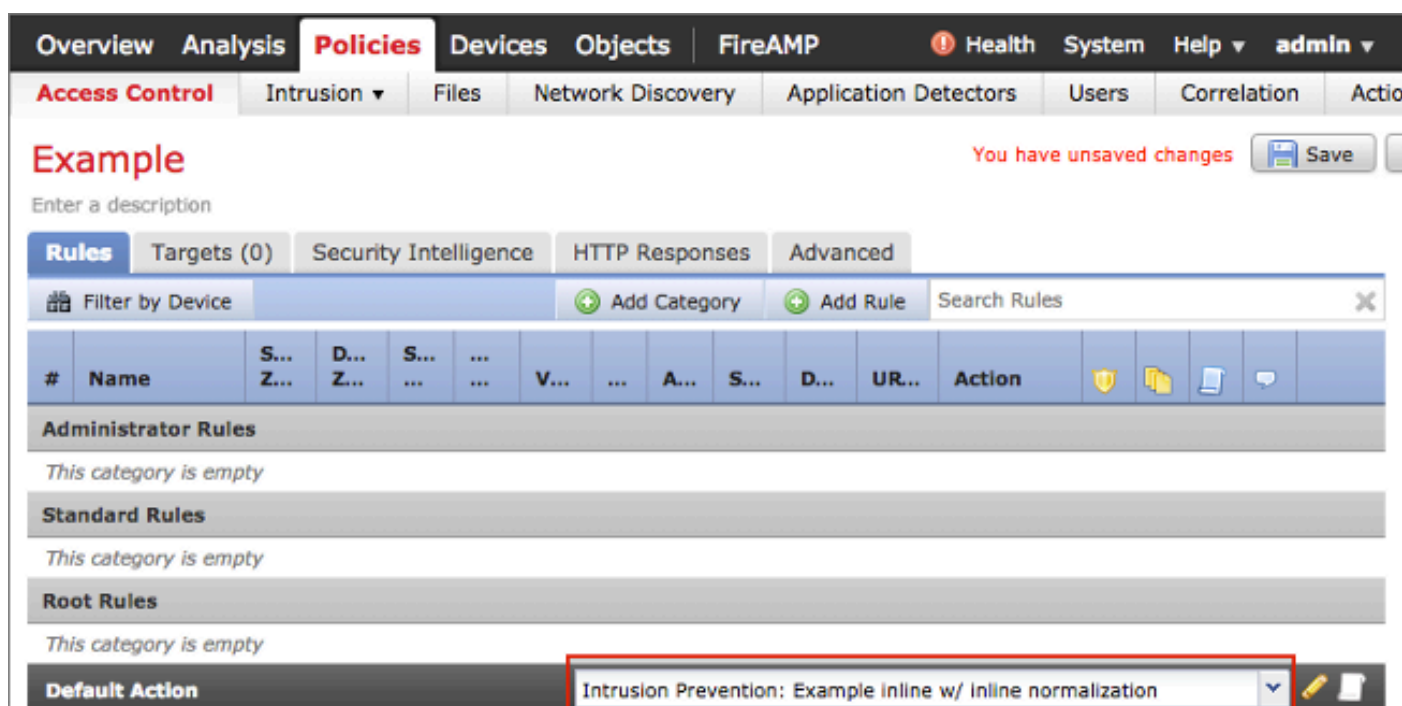 Overview Analysis Policies Devices Objects FireAMP Health System Help admin
Access Control Intrusion Files Network Discovery Application Detectors Users Correlation Actio
Example You have unsaved changes Save
Enter a description
Rules Targets (0) Security Intelligence HTTP Responses Advanced
Filter by Device Add Category Add Rule Search Rules
S... D... S... ...
# Name Z... Z... ... ... V... ... A... S... D... UR... Action
Administrator Rules
This category is empty
Standard Rules
This category is empty
Root Rules
This category is empty
Default Action Intrusion Prevention: Example inline w/ inline normalization